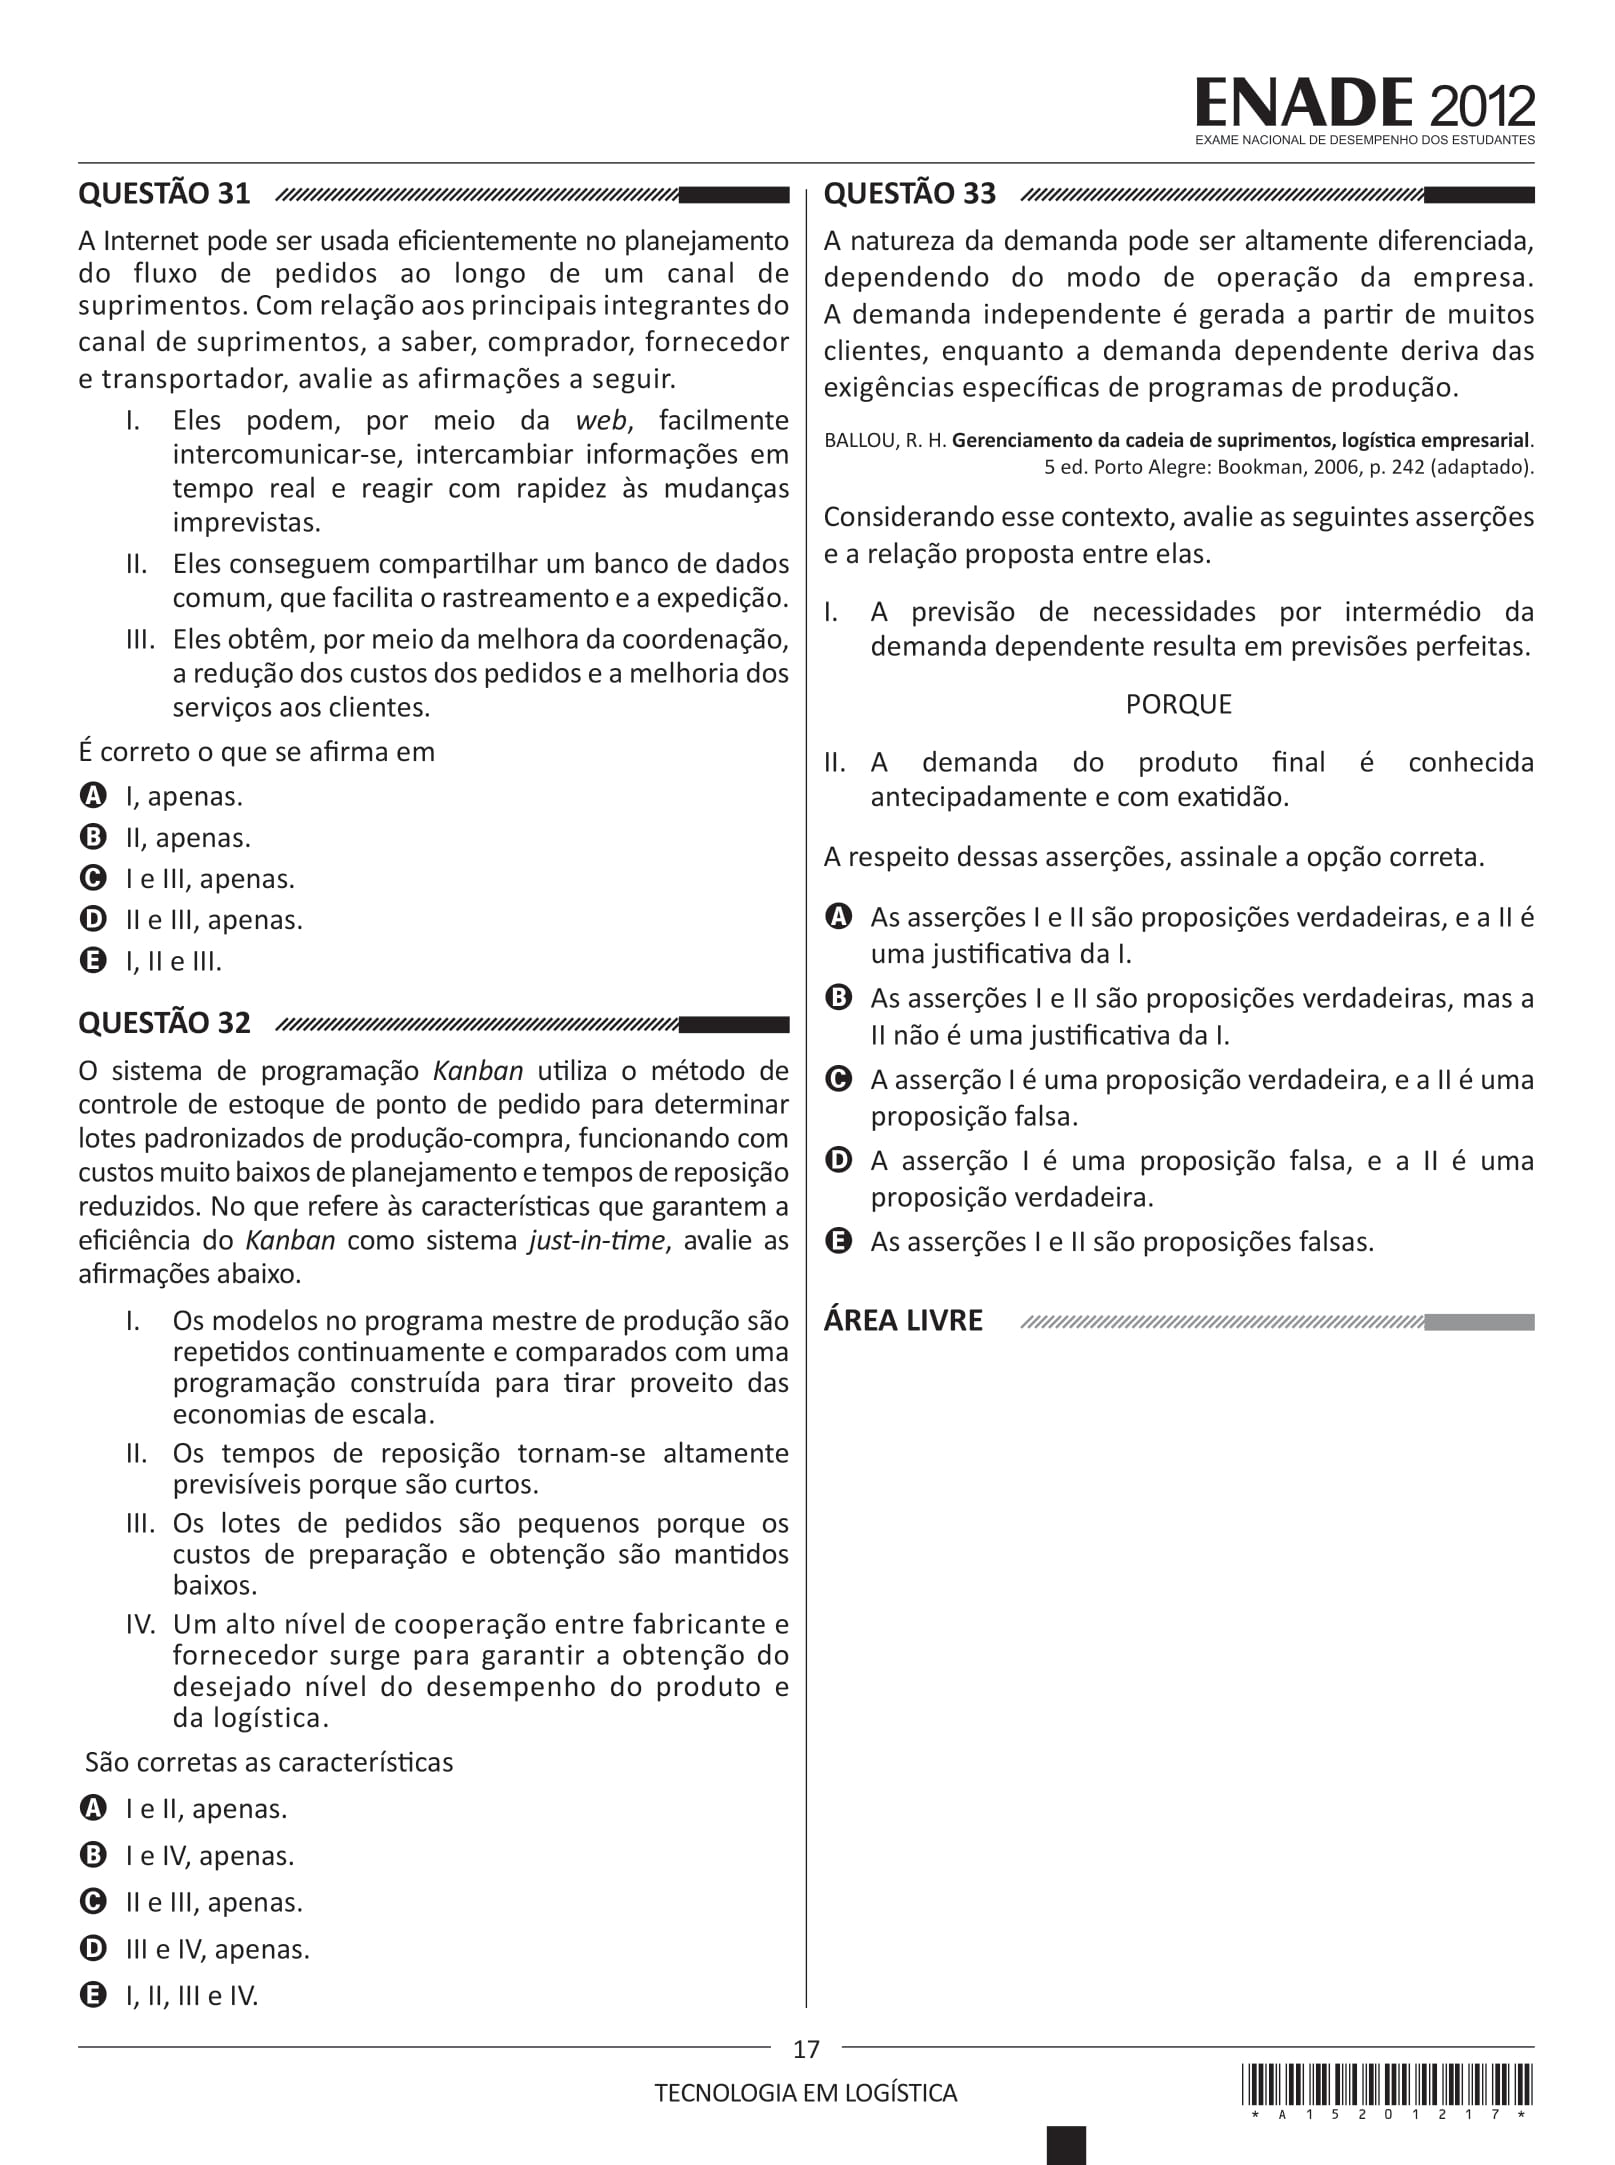 ENADE 2012
EXAME NACIONAL DE DESEMPENHO DOS ESTUDANTES
QUESTÃO 31
A Internet pode ser usada eficientemente no planejamento
do fluxo de pedidos ao longo de um canal de
suprimentos. Com relação aos principais integrantes do
canal de suprimentos, a saber, comprador, fornecedor
e transportador, avalie as afirmações a seguir.
I. Eles podem, por meio da web, facilmente
intercomunicar-se, intercambiar informações em
tempo real e reagir com rapidez às mudanças
imprevistas.
II. Eles conseguem compartilhar um banco de dados
comum, que facilita o rastreamento e a expedição.
III. Eles obtêm, por meio da melhora da coordenação,
a redução dos custos dos pedidos e a melhoria dos
serviços aos clientes.
É correto o que se afirma em
A I, apenas.
B II, apenas.
C I e III, apenas.
D II e III, apenas.
E I, II e III.
QUESTÃO 32
O sistema de programação Kanban utiliza o método de
controle de estoque de ponto de pedido para determinar
lotes padronizados de produção-compra, funcionando com
custos muito baixos de planejamento e tempos de reposição
reduzidos. No que refere às características que garantem a
eficiência do Kanban como sistema just-in-time, avalie as
afirmações abaixo.
I. Os modelos no programa mestre de produção são
repetidos continuamente e comparados com uma
programação construída para tirar proveito das
economias de escala.
II. Os tempos de reposição tornam-se altamente
previsíveis porque são curtos.
III. Os lotes de pedidos são pequenos porque os
custos de preparação e obtenção são mantidos
baixos.
IV. Um alto nível de cooperação entre fabricante e
fornecedor surge para garantir a obtenção do
desejado nível do desempenho do produto e
da logística.
São corretas as características
A I e II, apenas.
B I e IV, apenas.
C II e III, apenas.
D III e IV, apenas.
E I, II, III e IV.
QUESTÃO 33
A natureza da demanda pode ser altamente diferenciada,
dependendo do modo de operação da empresa.
A demanda independente é gerada a partir de muitos
clientes, enquanto a demanda dependente deriva das
exigências específicas de programas de produção.
BALLOU, R. H. Gerenciamento da cadeia de suprimentos, logística empresarial.
5 ed. Porto Alegre: Bookman, 2006, p. 242 (adaptado).
Considerando esse contexto, avalie as seguintes asserções
e a relação proposta entre elas.
I. A previsão de necessidades por intermédio da
demanda dependente resulta em previsões perfeitas.
PORQUE
II. A demanda do produto final é conhecida
antecipadamente e com exatidão.
A respeito dessas asserções, assinale a opção correta.
A As asserções I e II são proposições verdadeiras, e a II é
uma justificativa da I.
B As asserções I e II são proposições verdadeiras, mas a
II não é uma justificativa da I.
C A asserção I é uma proposição verdadeira, e a II é uma
proposição falsa.
D A asserção I é uma proposição falsa, e a II é uma
proposição verdadeira.
E As asserções I e II são proposições falsas.
ÁREA LIVRE
17
TECNOLOGIA EM LOGÍSTICA
* A 1 5 2 0 1 2 1 7 *